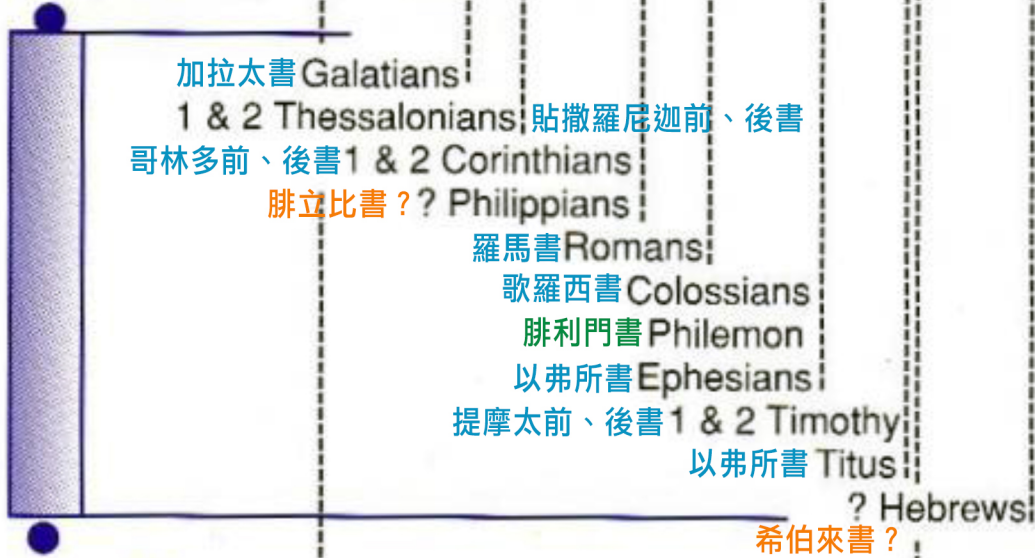 加拉太書 Galatians
1 & 2 Thessalonians 貼撒羅尼迦前、後書
哥林多前、後書 1 & 2 Corinthians
腓立比書？? Philippians
羅馬書 Romans
歌羅西書 Colossians
腓利門書 Philemon
以弗所書 Ephesians
提摩太前、後書 1 & 2 Timothy
以弗所書 Titus
? Hebrews
希伯來書？